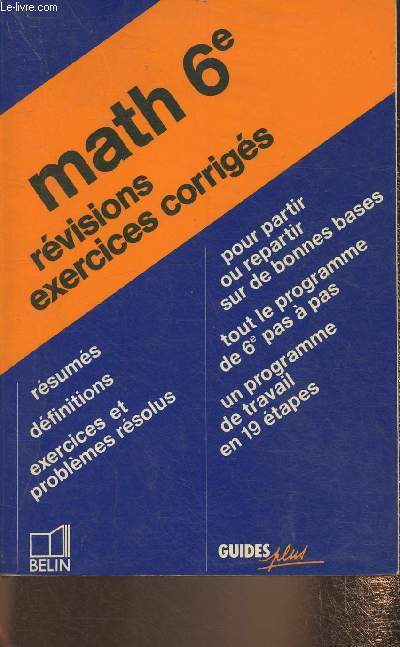 Le-livre.com
math 6e
révisions
exercices corrigés
résumés
définitions
exercices et
problèmes résolus
pour partir
ou repartir
sur de bonnes bases
tout le programme
de 6e pas à pas
un programme
de travail
en 19 étapes
BELIN
GUIDES plus